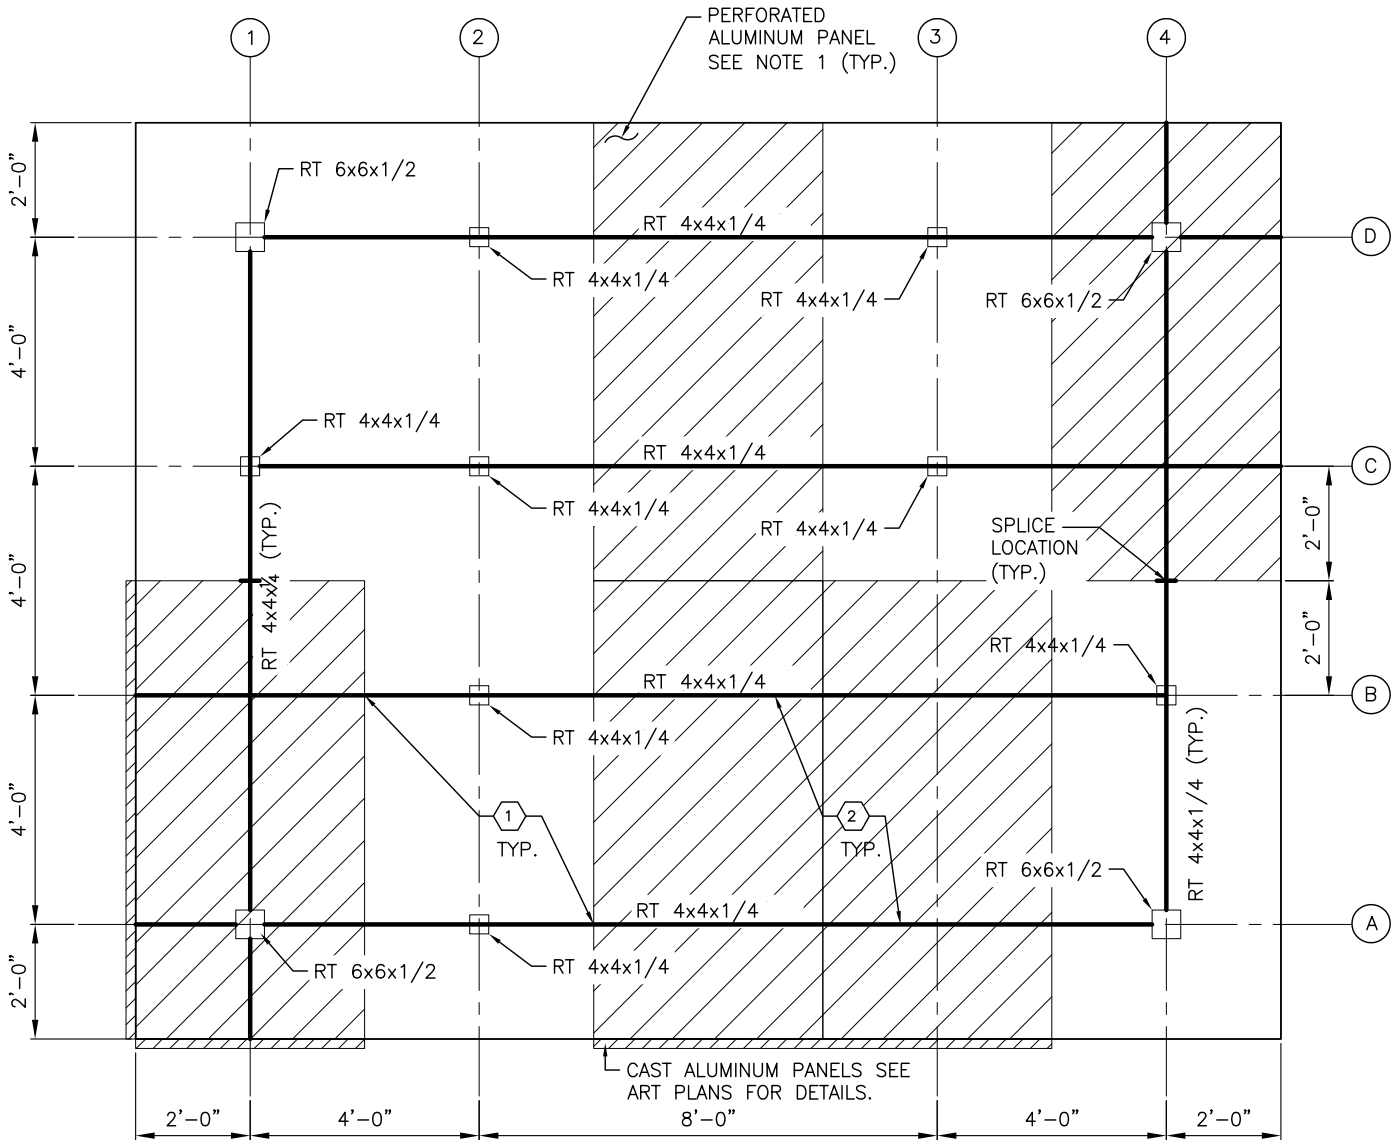 PERFORATED
ALUMINUM PANEL
SEE NOTE 1 (TYP.)
1
2
3
4
2'-0"
RT 6x6x1/2
RT 4x4x1/4
D
RT 4x4x1/4
RT 4x4x1/4
RT 6x6x1/2
4'-0"
RT 4x4x1/4
RT 4x4x1/4
C
RT 4x4x1/4
RT 4x4x1/4
SPLICE
LOCATION
(TYP.)
2'-0"
4'-0"
RT 4x4x1/4 (TYP.)
2'-0"
RT 4x4x1/4
RT 4x4x1/4
B
RT 4x4x1/4
RT 4x4x1/4 (TYP.)
4'-0"
1
TYP.
2
TYP.
RT 6x6x1/2
RT 4x4x1/4
A
RT 6x6x1/2
RT 4x4x1/4
2'-0"
CAST ALUMINUM PANELS SEE
ART PLANS FOR DETAILS.
2'-0"
4'-0"
8'-0"
4'-0"
2'-0"